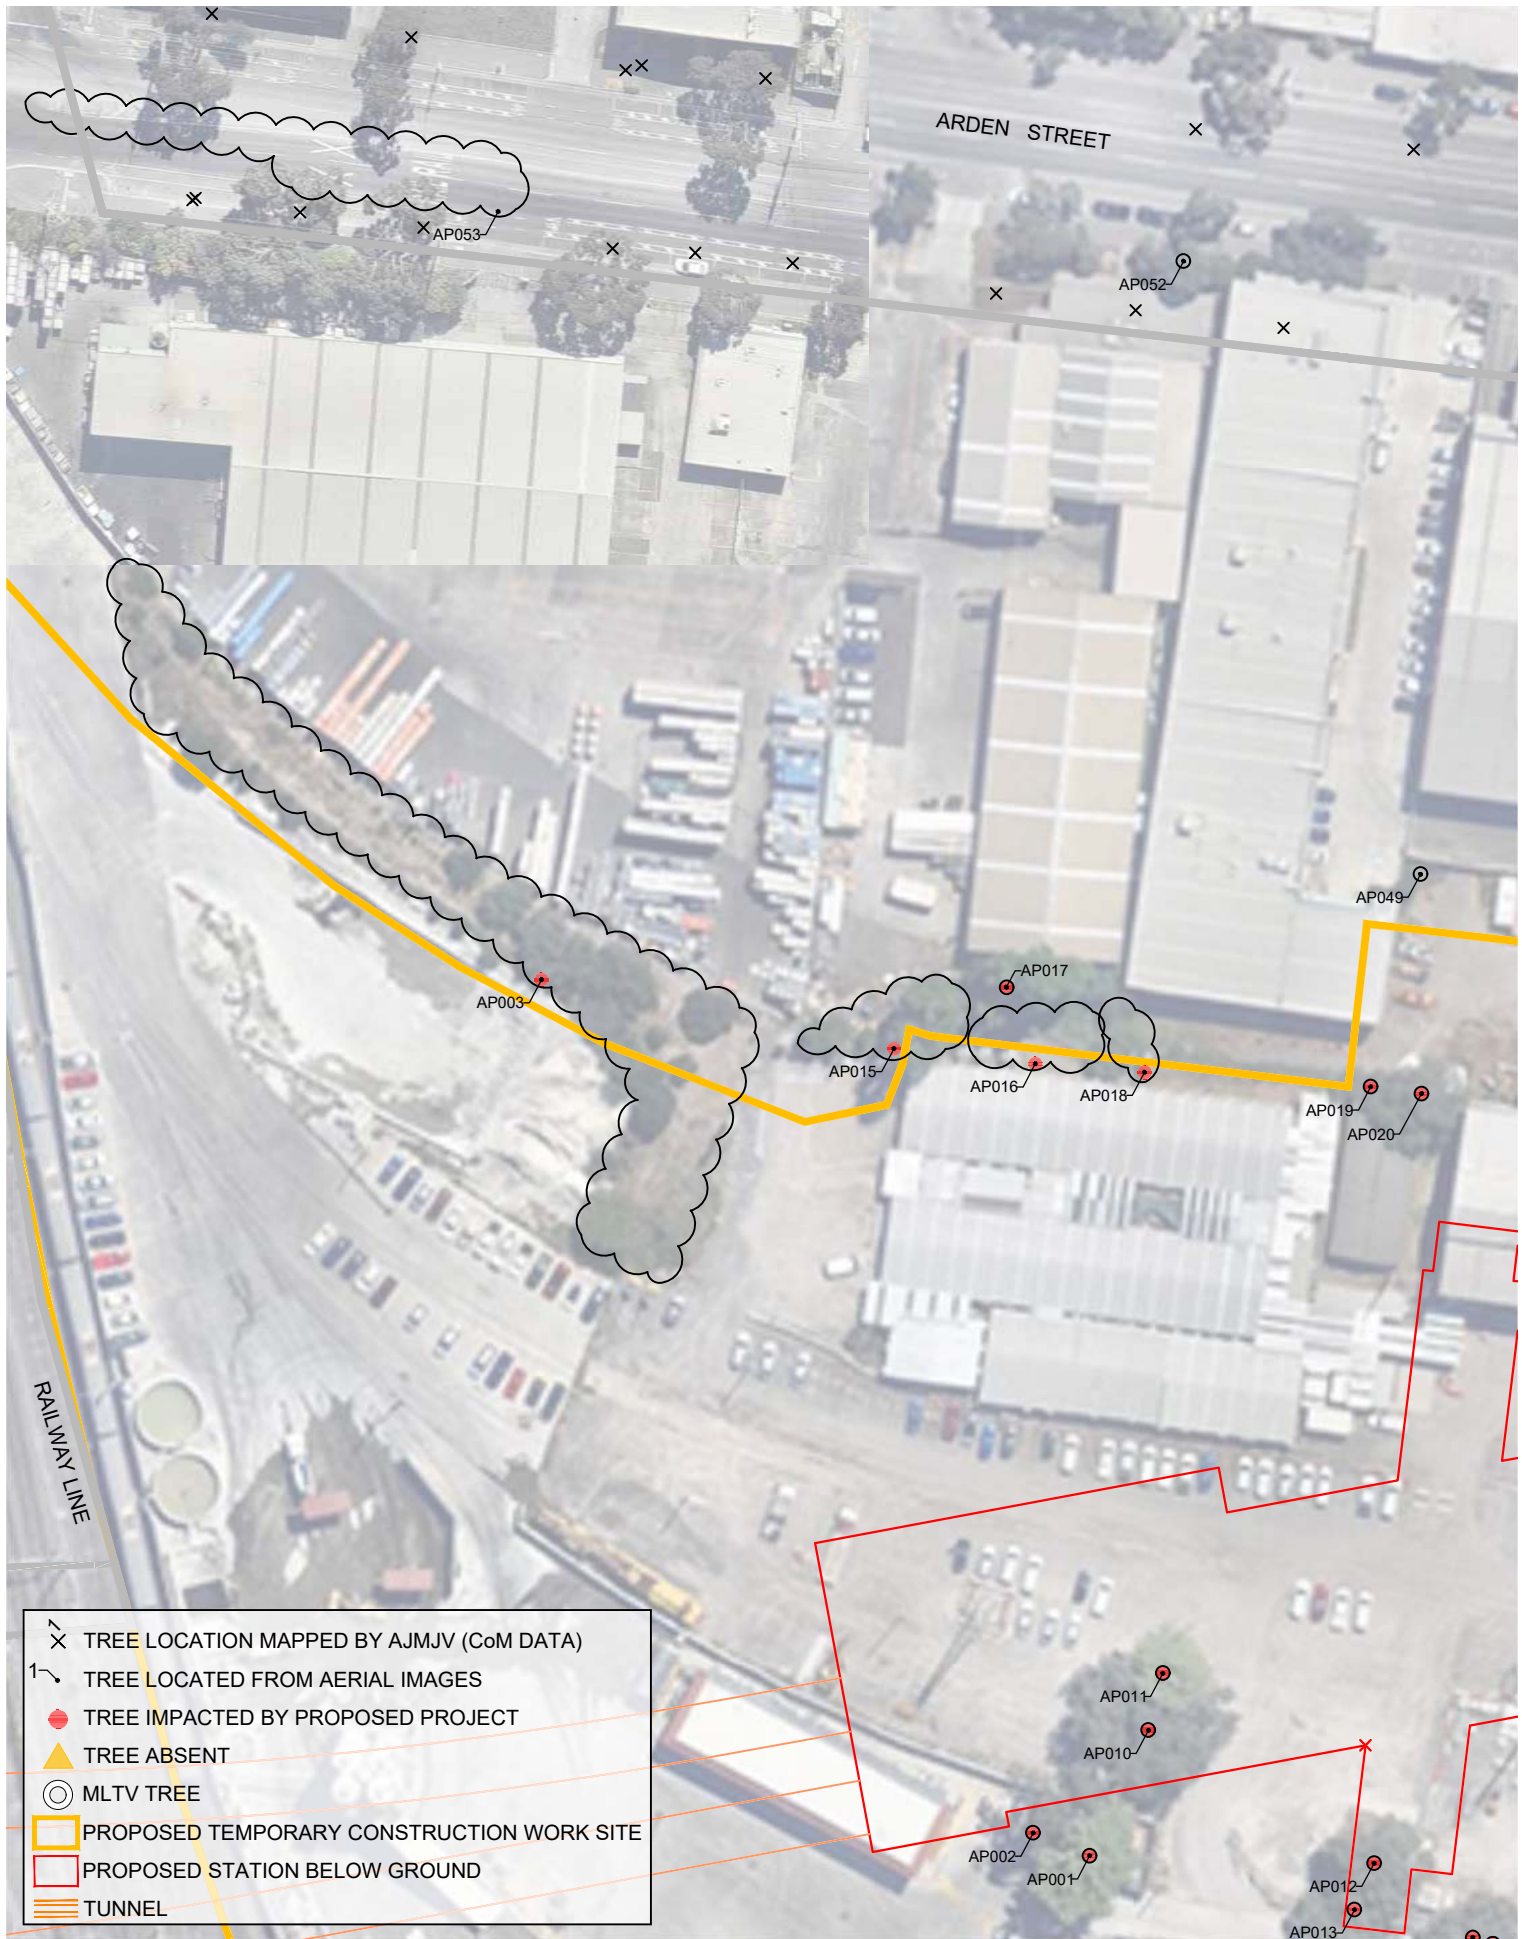 ARDEN STREET
AP053
AP052
AP049
AP017
AP003
AP015
AP016
AP018
AP019
AP020
RAILWAY LINE
AP011
AP010
AP002
AP001
AP012
AP013
1
TREE LOCATION MAPPED BY AJMJV (CoM DATA)
1
TREE LOCATED FROM AERIAL IMAGES
TREE IMPACTED BY PROPOSED PROJECT
TREE ABSENT
MLTV TREE
PROPOSED TEMPORARY CONSTRUCTION WORK SITE
PROPOSED STATION BELOW GROUND
TUNNEL